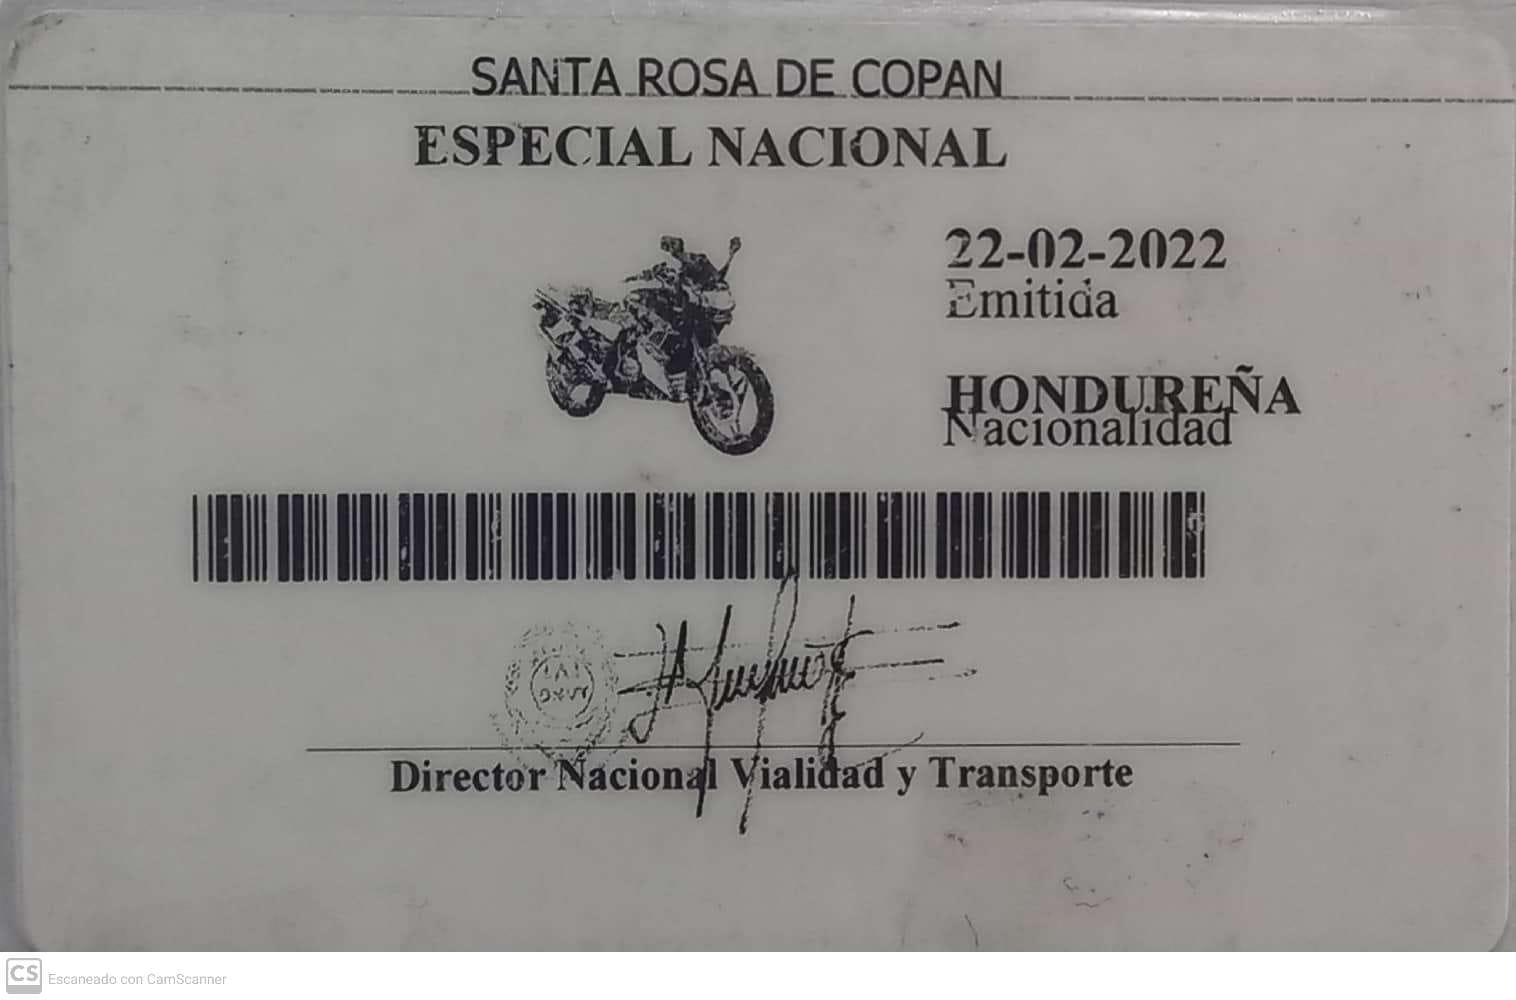 SANTA ROSA DE COPAN
ESPECIAL NACIONAL
22-02-2022
Emitida
HONDUREÑA
Nacionalidad
Director Nacional Vialidad y Transporte
CS Escaneado con CamScanner